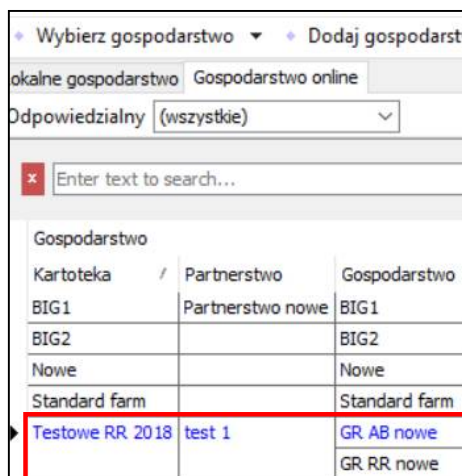 Wybierz gospodarstwo Dodaj gospodarst
okalne gospodarstwo Gospodarstwo online
Odpowiedzialny (wszystkie)
x Enter text to search...
Gospodarstwo
Kartoteka / Partnerstwo Gospodarstwo
BIG1 Partnerstwo nowe BIG1
BIG2 BIG2
Nowe Nowe
Standard farm Standard farm
Testowe RR 2018 test 1 GR AB nowe
GR RR nowe